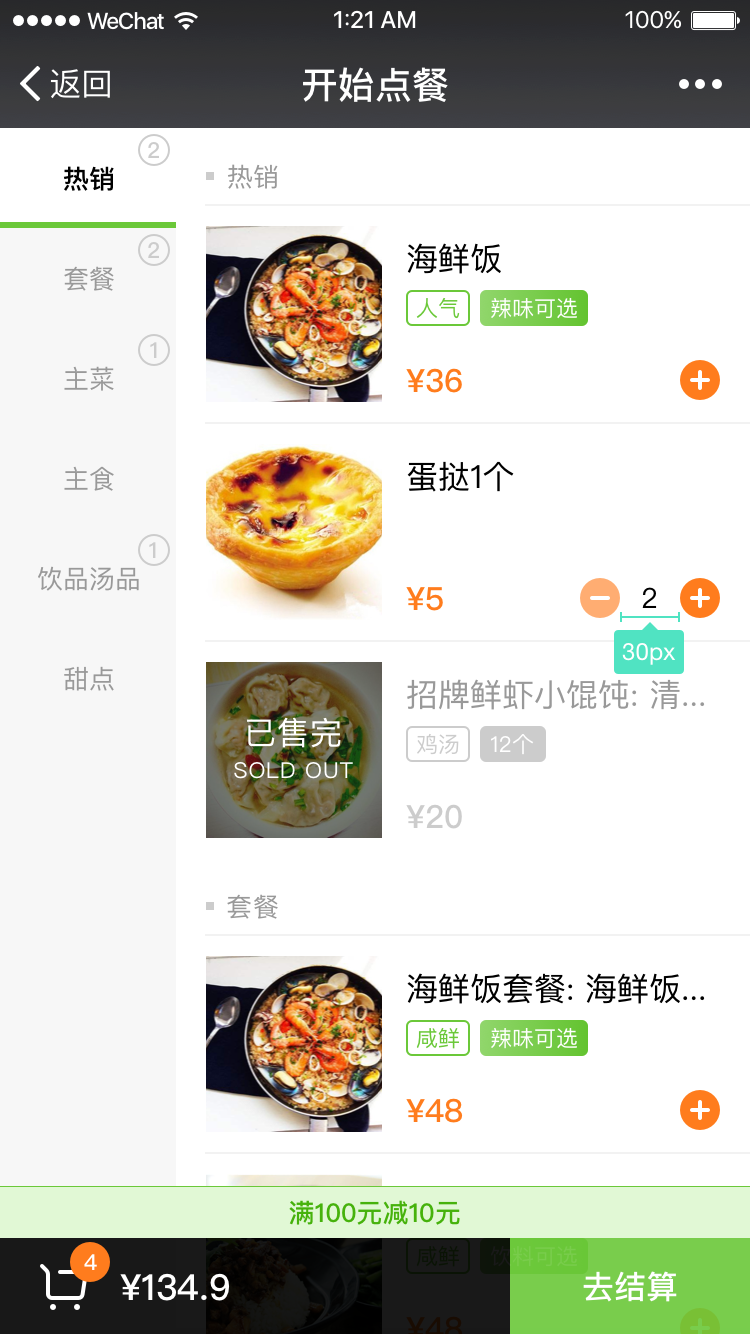 WeChat 1:21 AM 100%
返回 开始点餐
热销 2
套餐 2
主菜 1
主食
饮品汤品 1
甜点
热销
海鲜饭
人气 辣味可选
¥36
蛋挞1个
¥5 2
30px
招牌鲜虾小馄饨: 清...
已售完
SOLD OUT
鸡汤 12个
¥20
套餐
海鲜饭套餐: 海鲜饭...
咸鲜 辣味可选
¥48
满100元减10元
咸鲜 饮料可选
4 ¥134.9 去结算
¥48